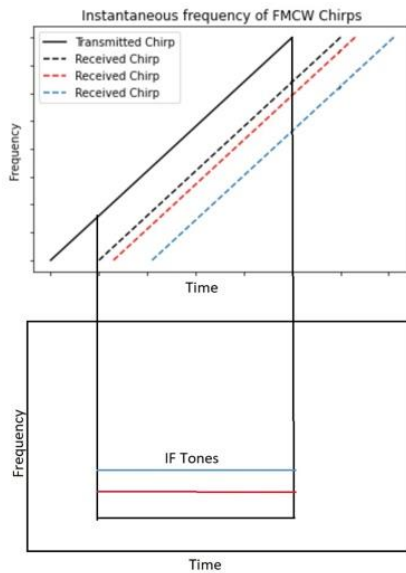 Instantaneous frequency of FMCW Chirps
Transmitted Chirp
Received Chirp
Received Chirp
Received Chirp
Frequency
Time
IF Tones
Frequency
Time